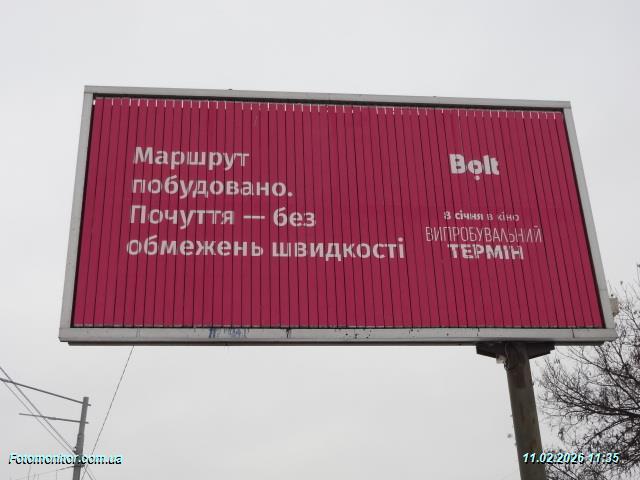 Маршрут
побудовано.
Почуття — без
обмежень швидкості
Bolt
8 січня в кіно
ВИПРОБУВАЛЬНИЙ
ТЕРМІН
Fotomonitor.com.ua
11.02.2026 11:35